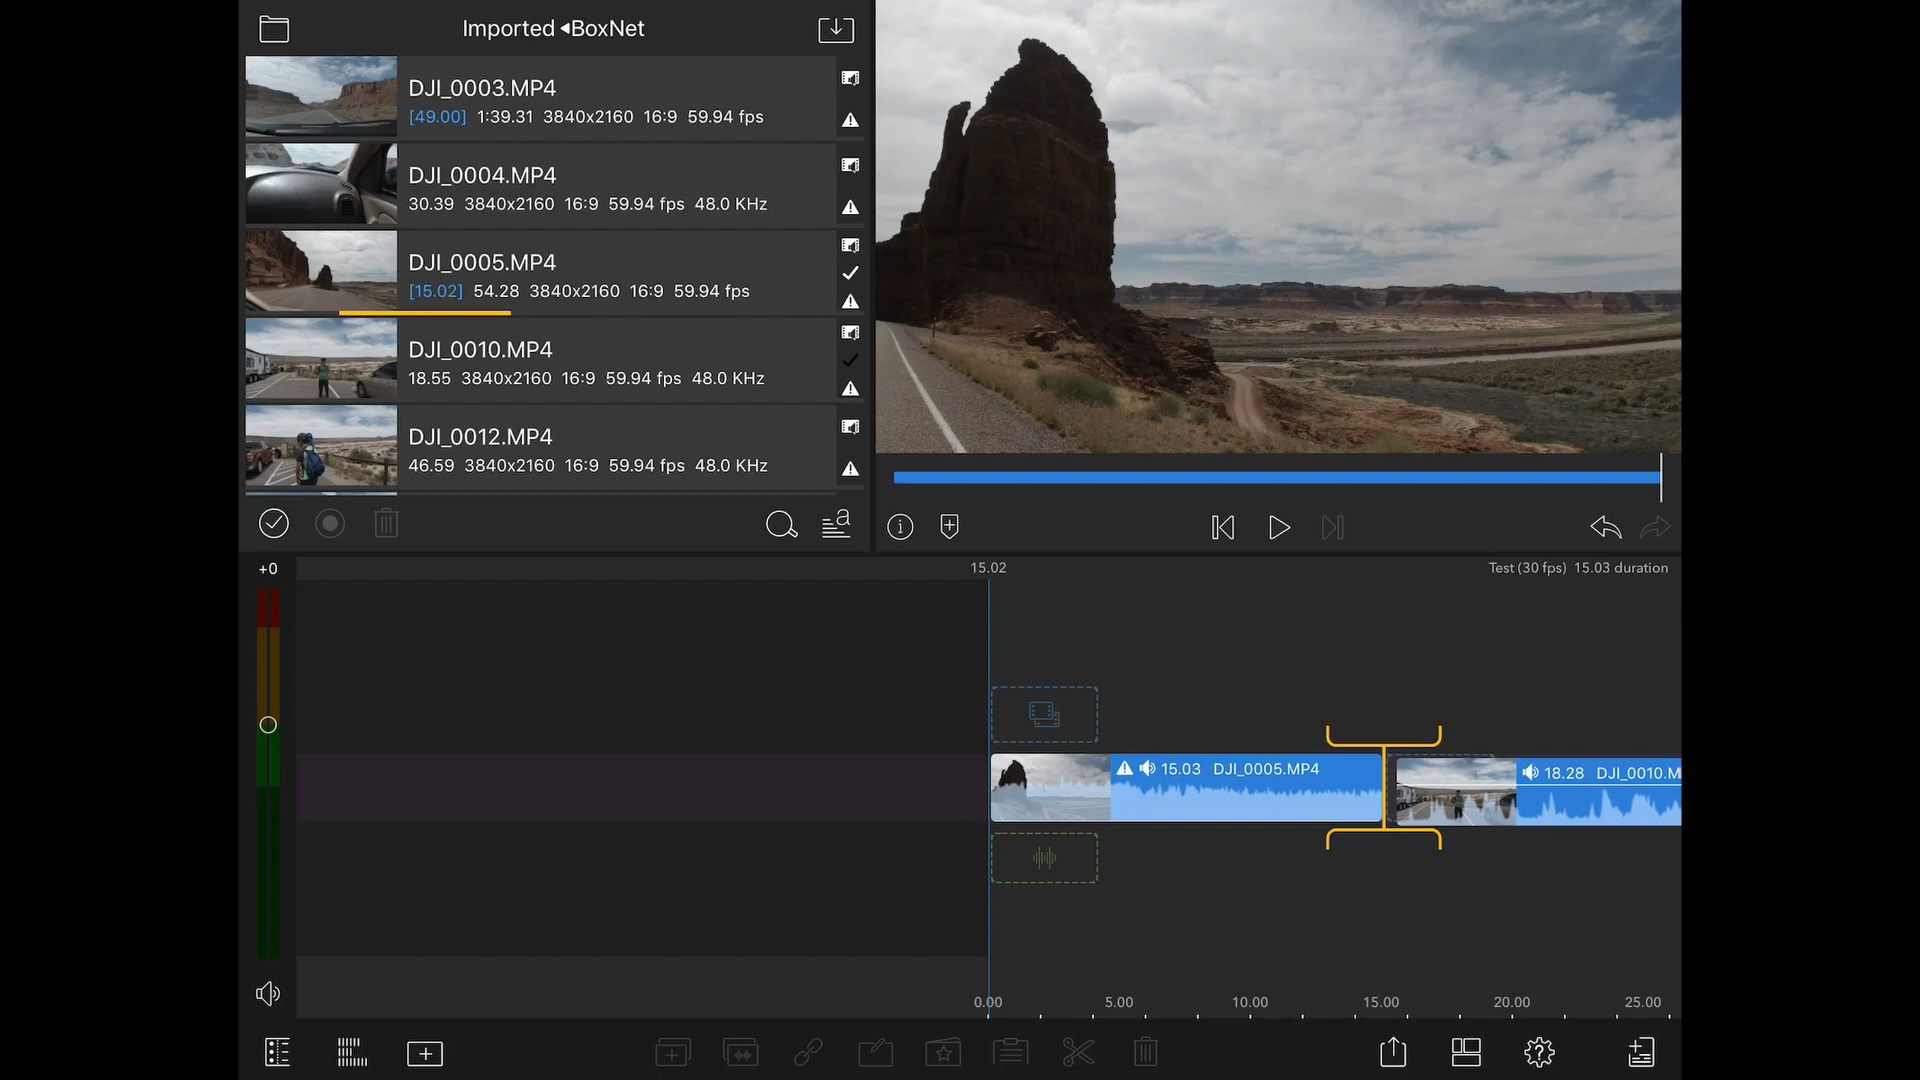 Imported ◂BoxNet
DJI_0003.MP4
[49.00] 1:39.31 3840x2160 16:9 59.94 fps
DJI_0004.MP4
30.39 3840x2160 16:9 59.94 fps 48.0 KHz
DJI_0005.MP4
[15.02] 54.28 3840x2160 16:9 59.94 fps
DJI_0010.MP4
18.55 3840x2160 16:9 59.94 fps 48.0 KHz
DJI_0012.MP4
46.59 3840x2160 16:9 59.94 fps 48.0 KHz
a
+0
15.02
Test (30 fps) 15.03 duration
15.03 DJI_0005.MP4
18.28 DJI_0010.M
0.00 5.00 10.00 15.00 20.00 25.00